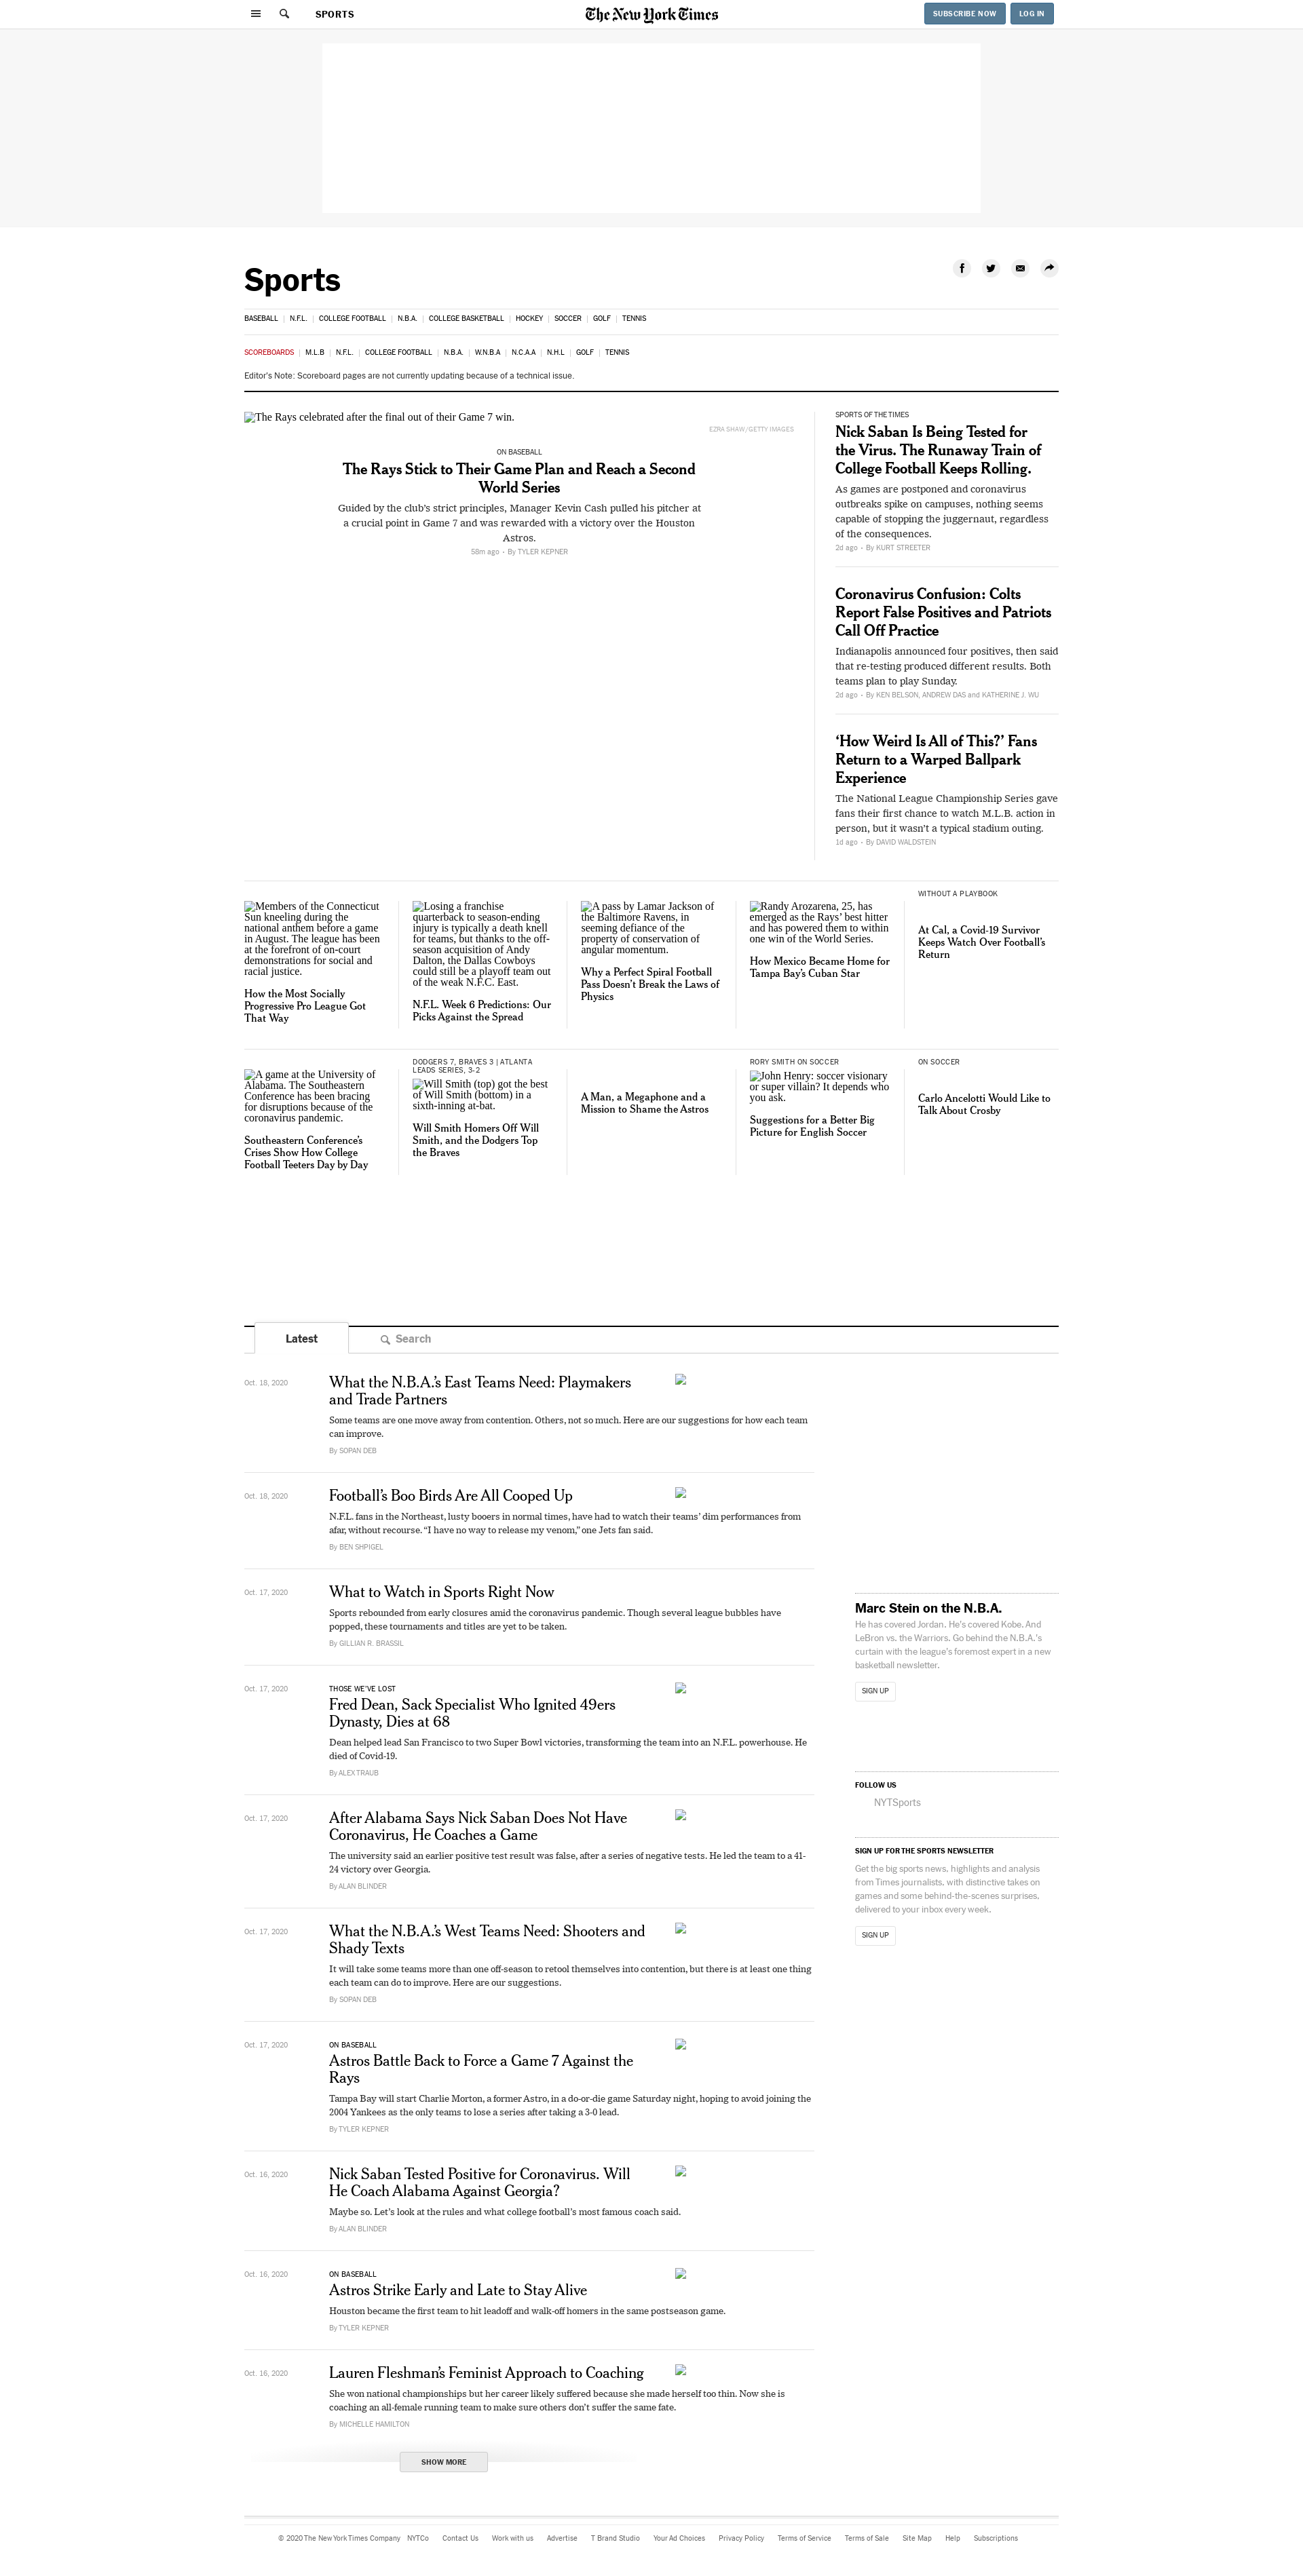 SPORTS
The New York Times
SUBSCRIBE NOW
LOG IN
Sports
BASEBALL | N.F.L. | COLLEGE FOOTBALL | N.B.A. | COLLEGE BASKETBALL | HOCKEY | SOCCER | GOLF | TENNIS
SCOREBOARDS | M.L.B | N.F.L. | COLLEGE FOOTBALL | N.B.A. | W.N.B.A | N.C.A.A | N.H.L | GOLF | TENNIS
Editor's Note: Scoreboard pages are not currently updating because of a technical issue.
The Rays celebrated after the final out of their Game 7 win.
EZRA SHAW/GETTY IMAGES
ON BASEBALL
The Rays Stick to Their Game Plan and Reach a Second
World Series
Guided by the club's strict principles, Manager Kevin Cash pulled his pitcher at
a crucial point in Game 7 and was rewarded with a victory over the Houston
Astros.
58m ago • By TYLER KEPNER
SPORTS OF THE TIMES
Nick Saban Is Being Tested for
the Virus. The Runaway Train of
College Football Keeps Rolling.
As games are postponed and coronavirus
outbreaks spike on campuses, nothing seems
capable of stopping the juggernaut, regardless
of the consequences.
2d ago • By KURT STREETER
Coronavirus Confusion: Colts
Report False Positives and Patriots
Call Off Practice
Indianapolis announced four positives, then said
that re-testing produced different results. Both
teams plan to play Sunday.
2d ago • By KEN BELSON, ANDREW DAS and KATHERINE J. WU
‘How Weird Is All of This?’ Fans
Return to a Warped Ballpark
Experience
The National League Championship Series gave
fans their first chance to watch M.L.B. action in
person, but it wasn't a typical stadium outing.
1d ago • By DAVID WALDSTEIN
Members of the Connecticut
Sun kneeling during the
national anthem before a game
in August. The league has been
at the forefront of on-court
demonstrations for social and
racial justice.
How the Most Socially
Progressive Pro League Got
That Way
Losing a franchise
quarterback to season-ending
injury is typically a death knell
for teams, but thanks to the off-
season acquisition of Andy
Dalton, the Dallas Cowboys
could still be a playoff team out
of the weak N.F.C. East.
N.F.L. Week 6 Predictions: Our
Picks Against the Spread
A pass by Lamar Jackson of
the Baltimore Ravens, in
seeming defiance of the
property of conservation of
angular momentum.
Why a Perfect Spiral Football
Pass Doesn’t Break the Laws of
Physics
Randy Arozarena, 25, has
emerged as the Rays’ best hitter
and has powered them to within
one win of the World Series.
How Mexico Became Home for
Tampa Bay’s Cuban Star
WITHOUT A PLAYBOOK
At Cal, a Covid-19 Survivor
Keeps Watch Over Football’s
Return
A game at the University of
Alabama. The Southeastern
Conference has been bracing
for disruptions because of the
coronavirus pandemic.
Southeastern Conference’s
Crises Show How College
Football Teeters Day by Day
DODGERS 7, BRAVES 3 | ATLANTA
LEADS SERIES, 3-2
Will Smith (top) got the best
of Will Smith (bottom) in a
sixth-inning at-bat.
Will Smith Homers Off Will
Smith, and the Dodgers Top
the Braves
A Man, a Megaphone and a
Mission to Shame the Astros
RORY SMITH ON SOCCER
John Henry: soccer visionary
or super villain? It depends who
you ask.
Suggestions for a Better Big
Picture for English Soccer
ON SOCCER
Carlo Ancelotti Would Like to
Talk About Crosby
Latest
Search
Oct. 18, 2020
What the N.B.A.’s East Teams Need: Playmakers
and Trade Partners
Some teams are one move away from contention. Others, not so much. Here are our suggestions for how each team
can improve.
By SOPAN DEB
Oct. 18, 2020
Football’s Boo Birds Are All Cooped Up
N.F.L. fans in the Northeast, lusty booers in normal times, have had to watch their teams’ dim performances from
afar, without recourse. “I have no way to release my venom,” one Jets fan said.
By BEN SHPIGEL
Oct. 17, 2020
What to Watch in Sports Right Now
Sports rebounded from early closures amid the coronavirus pandemic. Though several league bubbles have
popped, these tournaments and titles are yet to be taken.
By GILLIAN R. BRASSIL
Oct. 17, 2020
THOSE WE’VE LOST
Fred Dean, Sack Specialist Who Ignited 49ers
Dynasty, Dies at 68
Dean helped lead San Francisco to two Super Bowl victories, transforming the team into an N.F.L. powerhouse. He
died of Covid-19.
By ALEX TRAUB
Oct. 17, 2020
After Alabama Says Nick Saban Does Not Have
Coronavirus, He Coaches a Game
The university said an earlier positive test result was false, after a series of negative tests. He led the team to a 41-
24 victory over Georgia.
By ALAN BLINDER
Oct. 17, 2020
What the N.B.A.’s West Teams Need: Shooters and
Shady Texts
It will take some teams more than one off-season to retool themselves into contention, but there is at least one thing
each team can do to improve. Here are our suggestions.
By SOPAN DEB
Oct. 17, 2020
ON BASEBALL
Astros Battle Back to Force a Game 7 Against the
Rays
Tampa Bay will start Charlie Morton, a former Astro, in a do-or-die game Saturday night, hoping to avoid joining the
2004 Yankees as the only teams to lose a series after taking a 3-0 lead.
By TYLER KEPNER
Oct. 16, 2020
Nick Saban Tested Positive for Coronavirus. Will
He Coach Alabama Against Georgia?
Maybe so. Let’s look at the rules and what college football’s most famous coach said.
By ALAN BLINDER
Oct. 16, 2020
ON BASEBALL
Astros Strike Early and Late to Stay Alive
Houston became the first team to hit leadoff and walk-off homers in the same postseason game.
By TYLER KEPNER
Oct. 16, 2020
Lauren Fleshman’s Feminist Approach to Coaching
She won national championships but her career likely suffered because she made herself too thin. Now she is
coaching an all-female running team to make sure others don’t suffer the same fate.
By MICHELLE HAMILTON
SHOW MORE
Marc Stein on the N.B.A.
He has covered Jordan. He’s covered Kobe. And
LeBron vs. the Warriors. Go behind the N.B.A.’s
curtain with the league’s foremost expert in a new
basketball newsletter.
SIGN UP
FOLLOW US
NYTSports
SIGN UP FOR THE SPORTS NEWSLETTER
Get the big sports news, highlights and analysis
from Times journalists, with distinctive takes on
games and some behind-the-scenes surprises,
delivered to your inbox every week.
SIGN UP
© 2020 The New York Times Company NYTCo Contact Us Work with us Advertise T Brand Studio Your Ad Choices Privacy Policy Terms of Service Terms of Sale Site Map Help Subscriptions